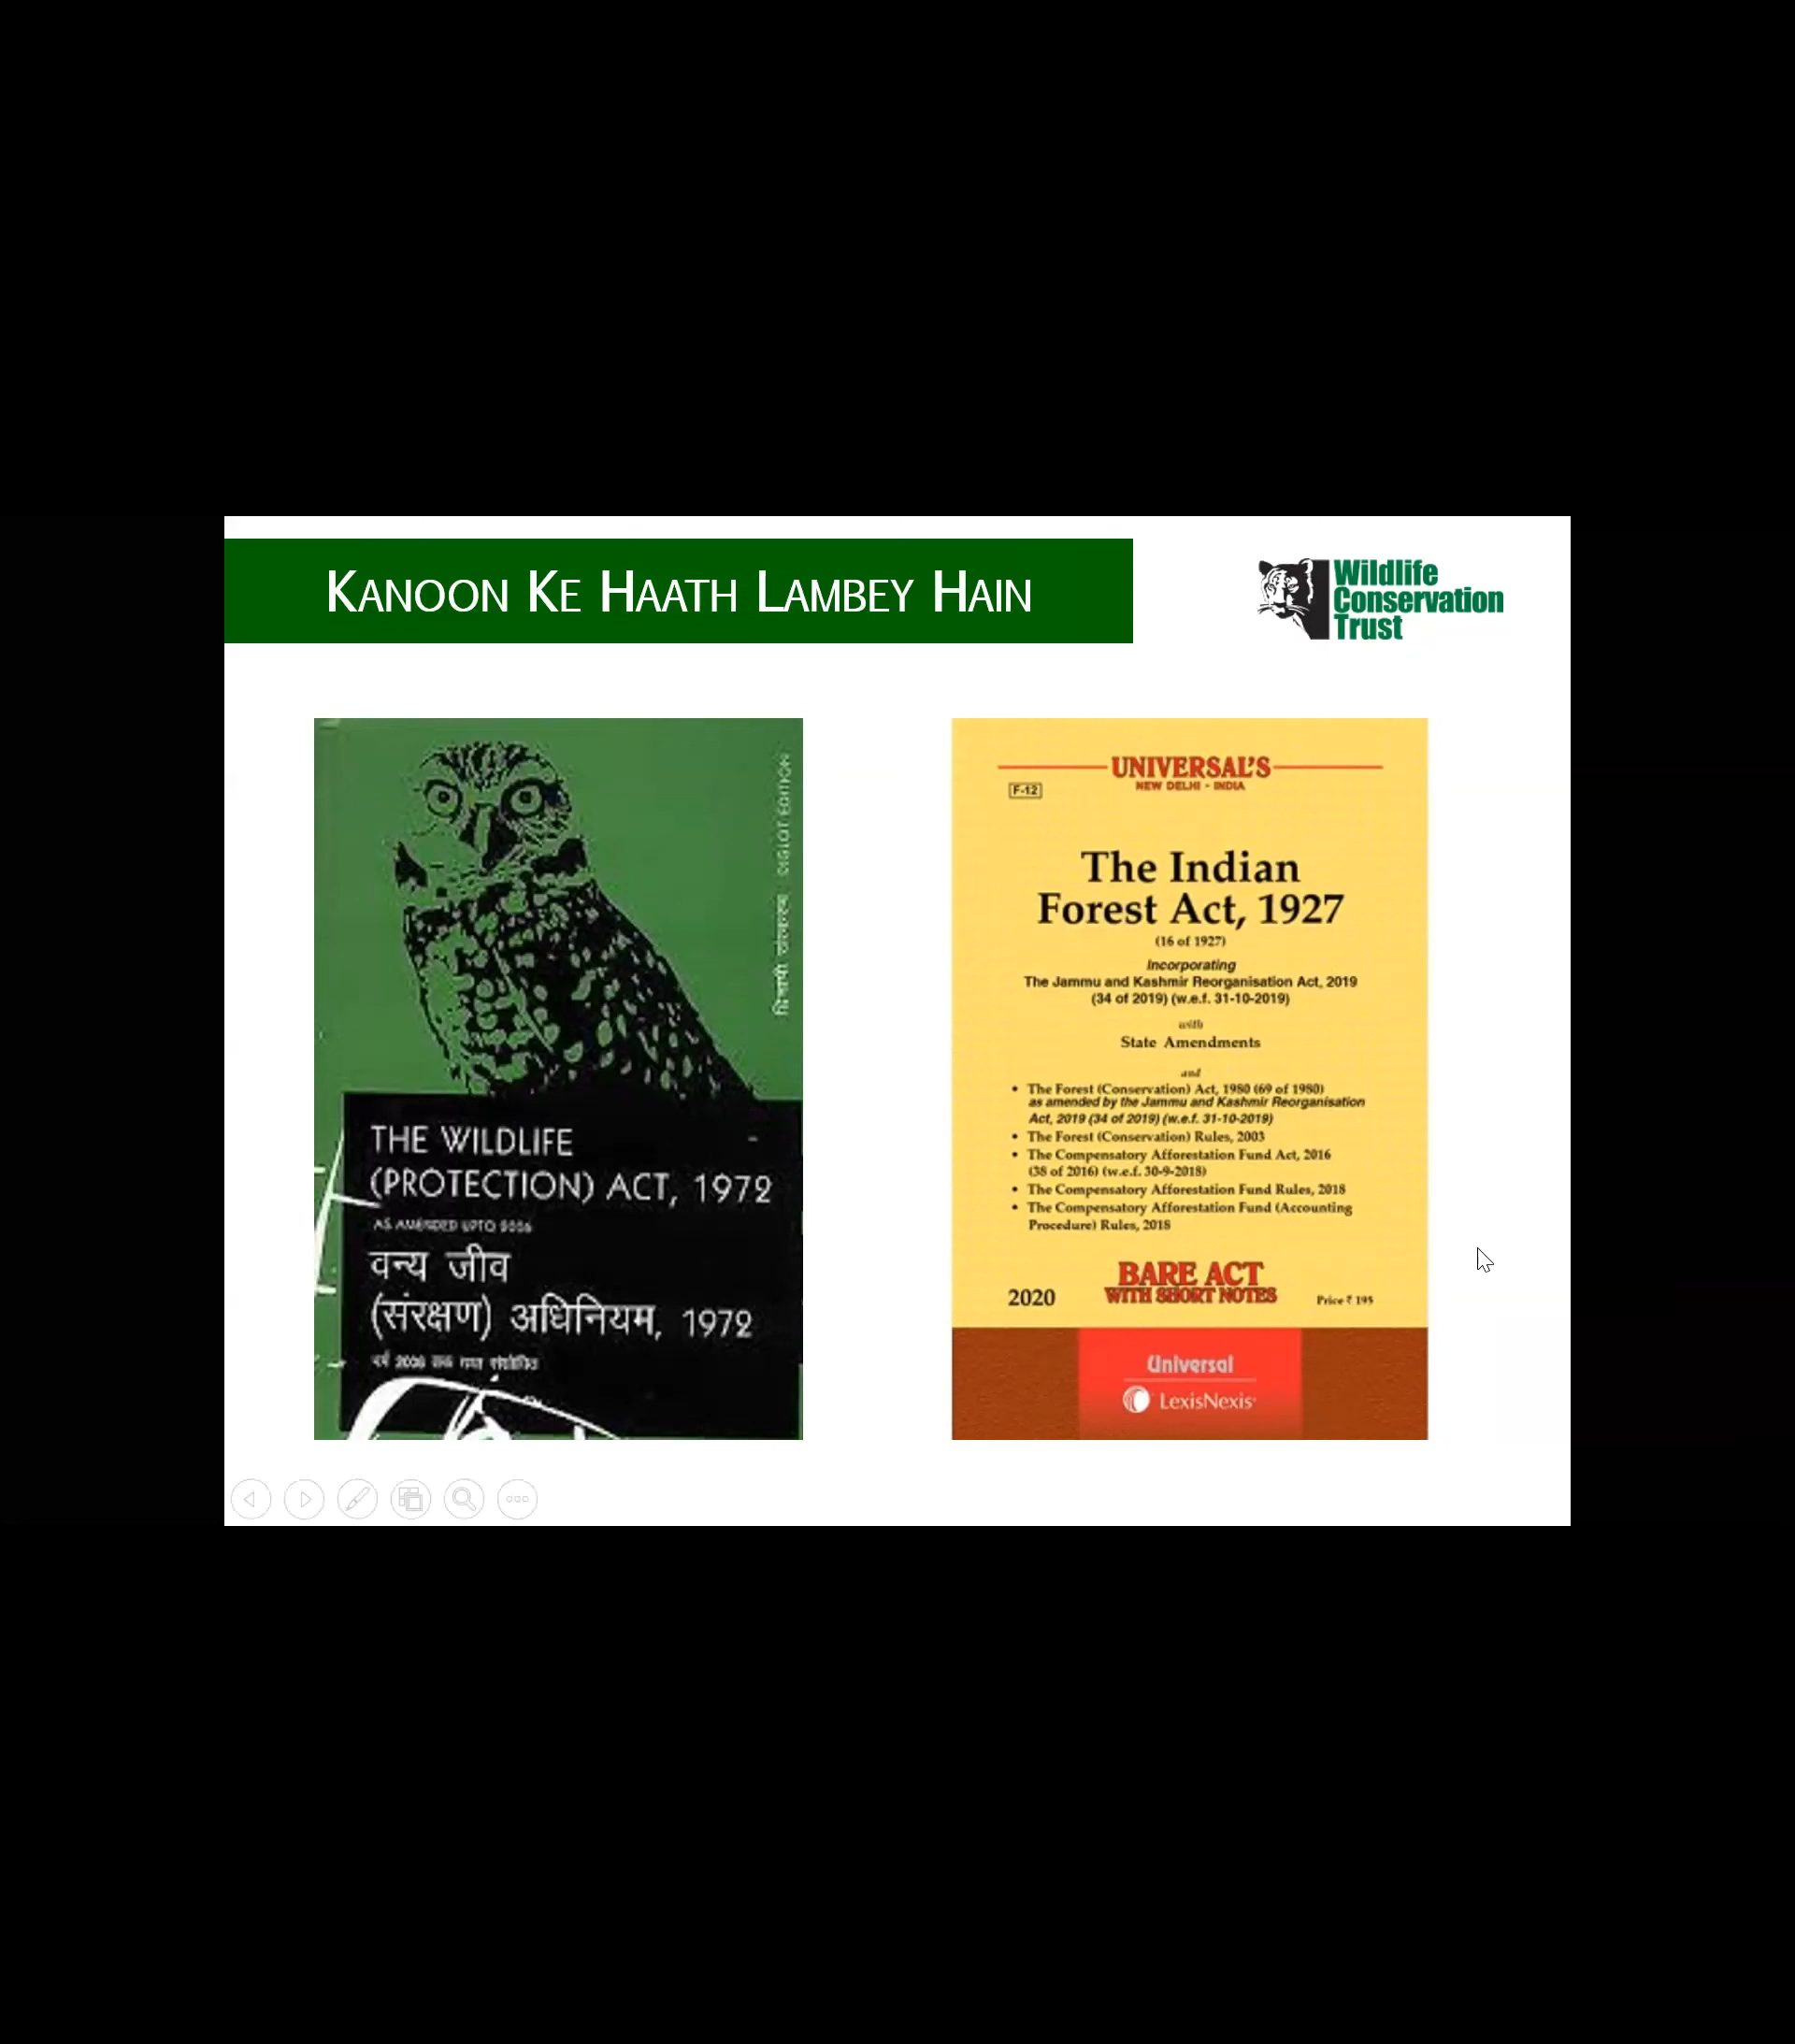 KANOON KE HAATH LAMBEY HAIN
Wildlife
Conservation
Trust
द्विभाषी संस्करण DIGLOT EDITION
THE WILDLIFE
(PROTECTION) ACT, 1972
AS AMENDED UPTO 2006
वन्य जीव
(संरक्षण) अधिनियम, 1972
UNIVERSAL'S
NEW DELHI - INDIA
F-12
The Indian
Forest Act, 1927
(16 of 1927)
Incorporating
The Jammu and Kashmir Reorganisation Act, 2019
(34 of 2019) (w.e.f. 31-10-2019)
with
State Amendments
and
• The Forest (Conservation) Act, 1980 (69 of 1980)
as amended by the Jammu and Kashmir Reorganisation
Act, 2019 (34 of 2019) (w.e.f. 31-10-2019)
• The Forest (Conservation) Rules, 2003
• The Compensatory Afforestation Fund Act, 2016
(38 of 2016) (w.e.f. 30-9-2018)
• The Compensatory Afforestation Fund Rules, 2018
• The Compensatory Afforestation Fund (Accounting
Procedure) Rules, 2018
BARE ACT
WITH SHORT NOTES
2020
Price ₹ 195
Universal
LexisNexis